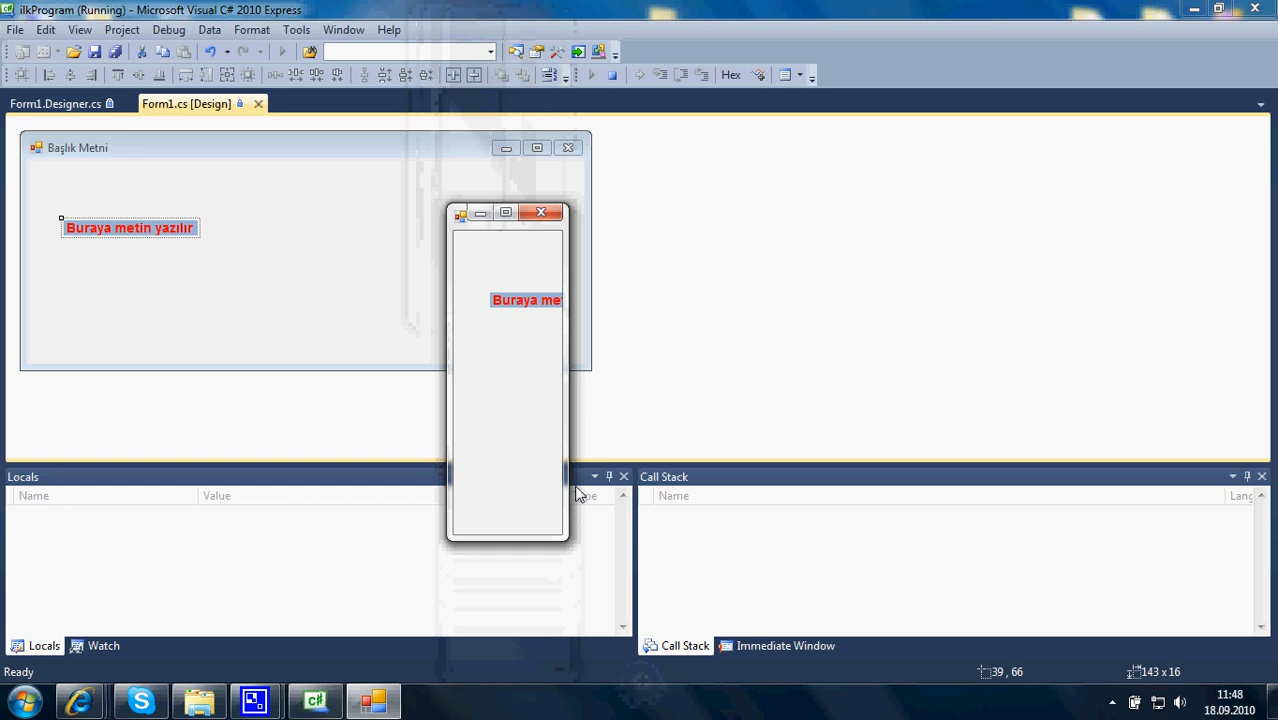 ilkProgram (Running) - Microsoft Visual C# 2010 Express
File Edit View Project Debug Data Format Tools Window Help
Hex
Form1.Designer.cs Form1.cs [Design]
Başlık Metni
Buraya metin yazılır
Buraya me
Locals
Call Stack
Name Value
Name Lang
Locals Watch
Call Stack Immediate Window
Ready 39 , 66 143 x 16
11:48
18.09.2010